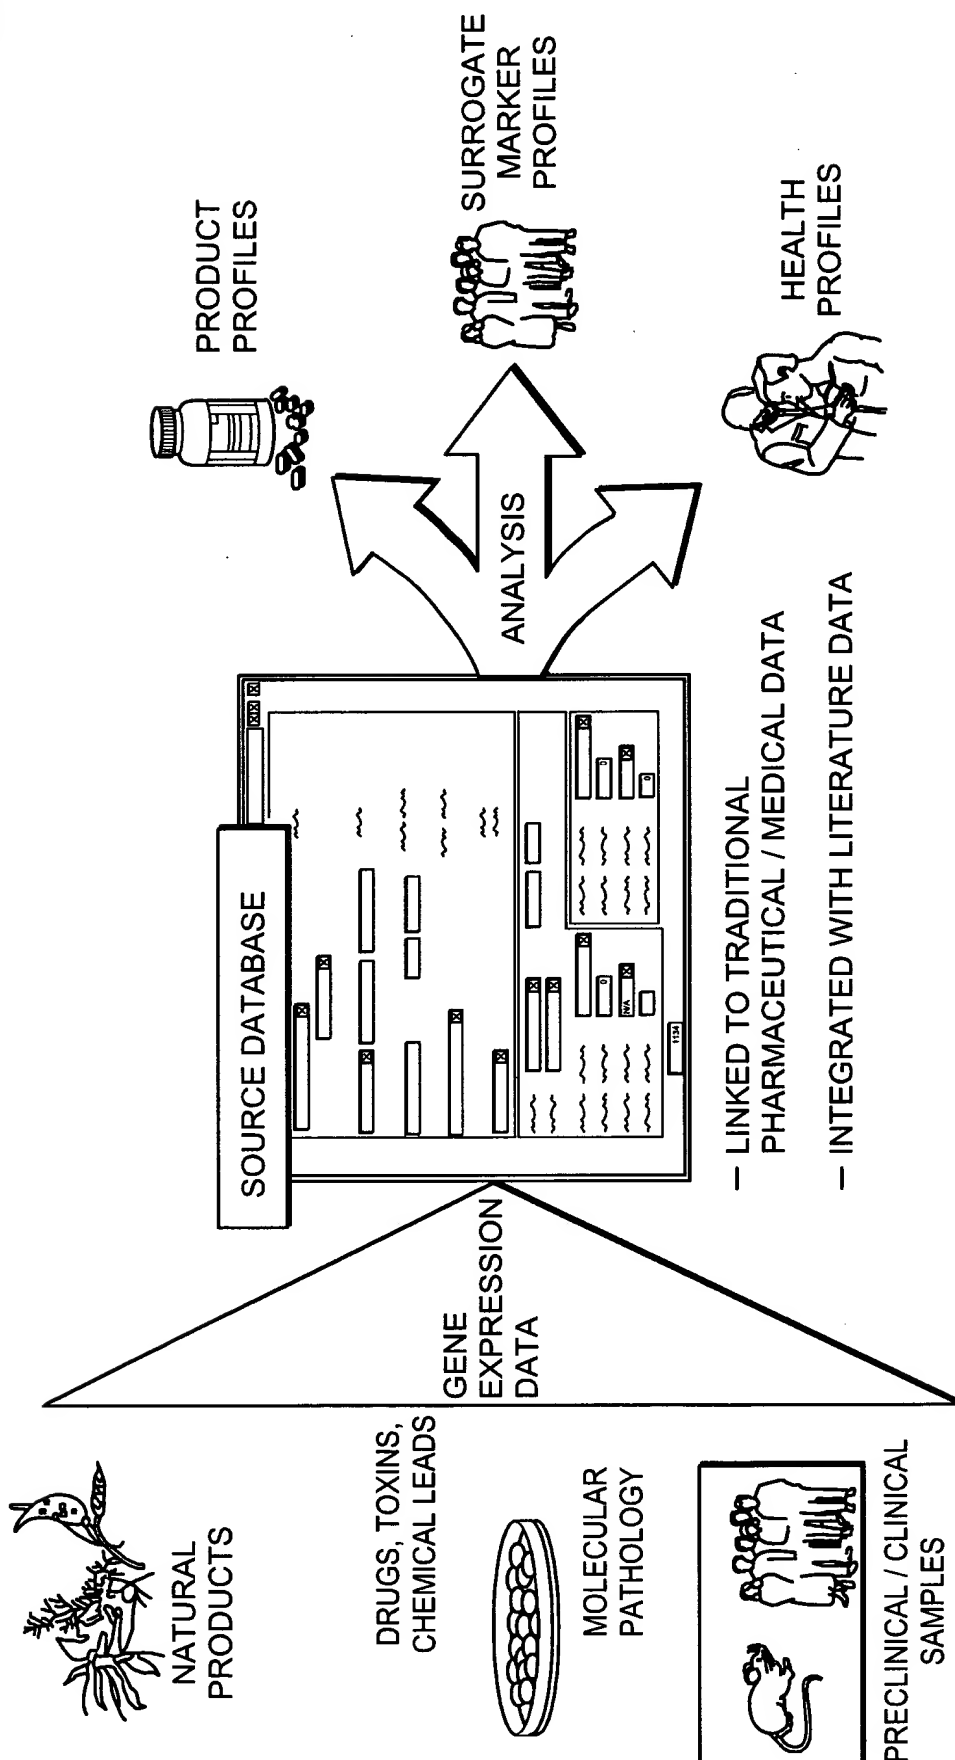 NATURAL
PRODUCTS
DRUGS, TOXINS,
CHEMICAL LEADS
MOLECULAR
PATHOLOGY
PRECLINICAL / CLINICAL
SAMPLES
GENE
EXPRESSION
DATA
SOURCE DATABASE
N/A
1134
– LINKED TO TRADITIONAL
PHARMACEUTICAL / MEDICAL DATA
– INTEGRATED WITH LITERATURE DATA
ANALYSIS
PRODUCT
PROFILES
SURROGATE
MARKER
PROFILES
HEALTH
PROFILES